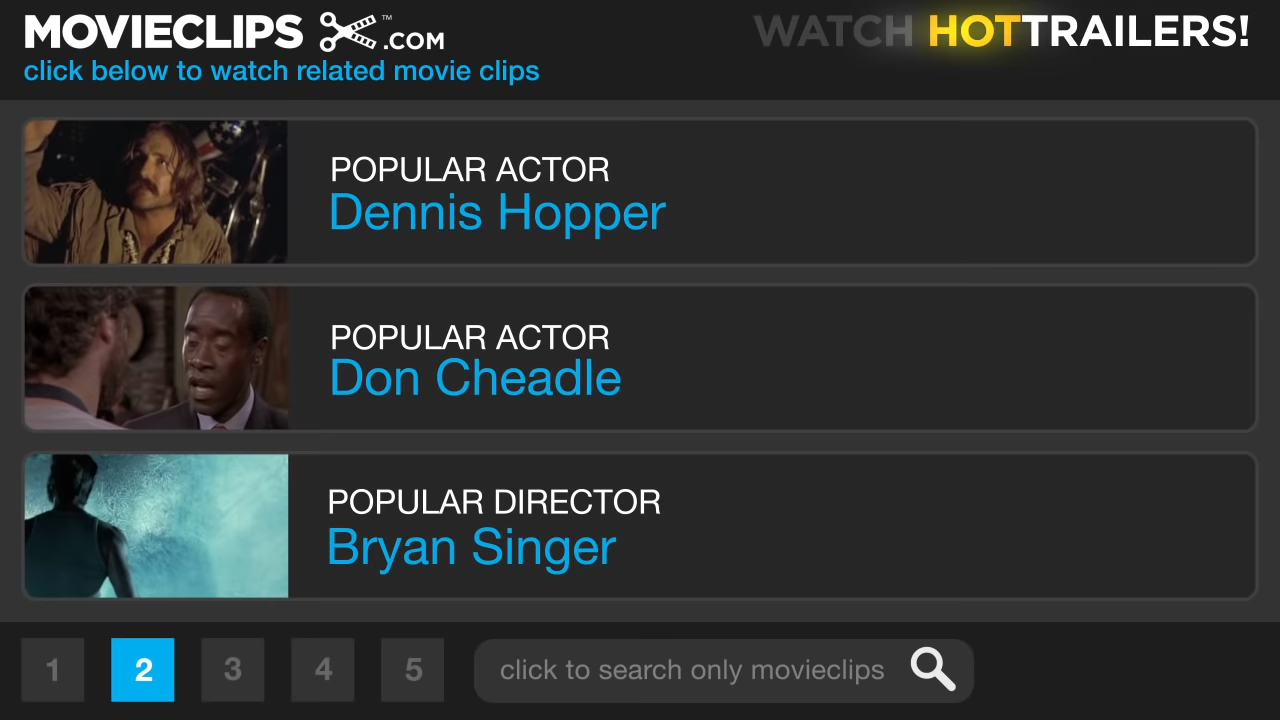 MOVIECLIPS ™ .COM
WATCH HOTTRAILERS!
click below to watch related movie clips
POPULAR ACTOR
Dennis Hopper
POPULAR ACTOR
Don Cheadle
POPULAR DIRECTOR
Bryan Singer
1 2 3 4 5 click to search only movieclips